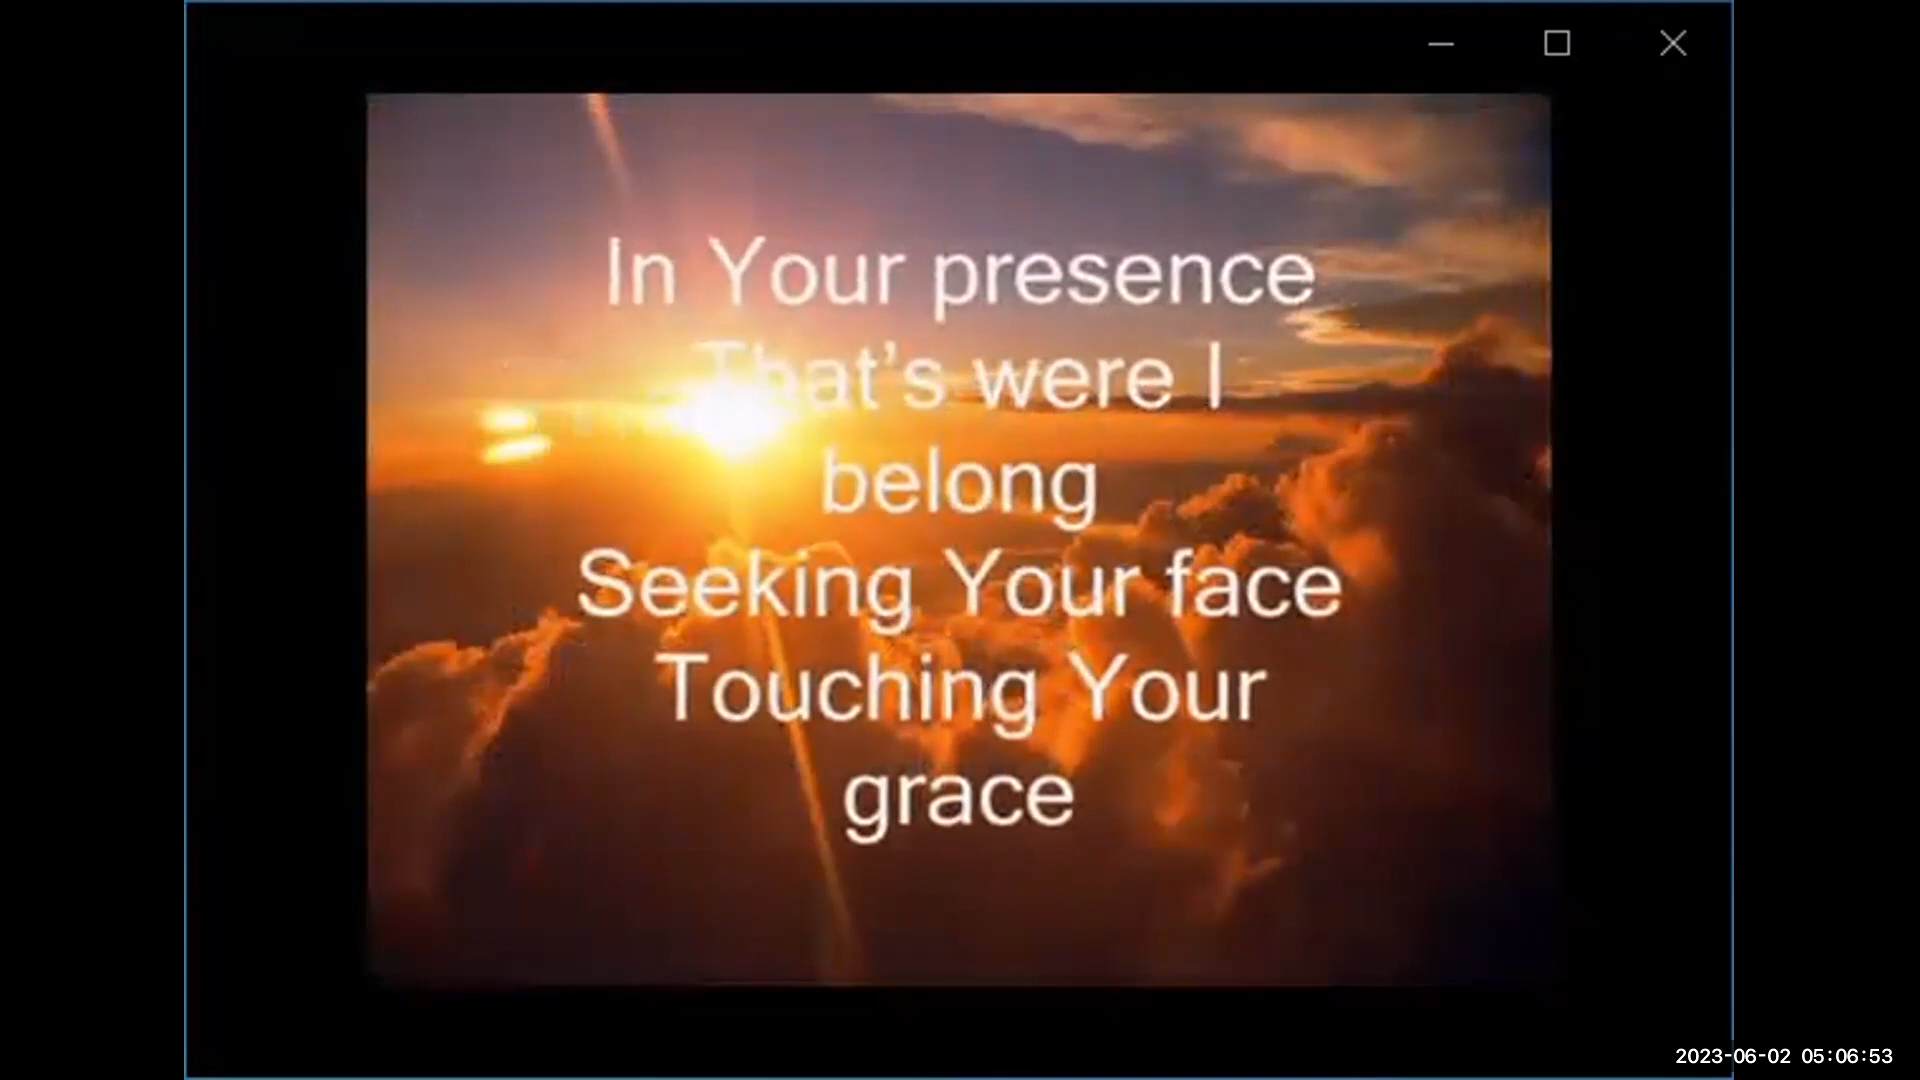 In Your presence
That's were I
belong
Seeking Your face
Touching Your
grace
2023-06-02 05:06:53